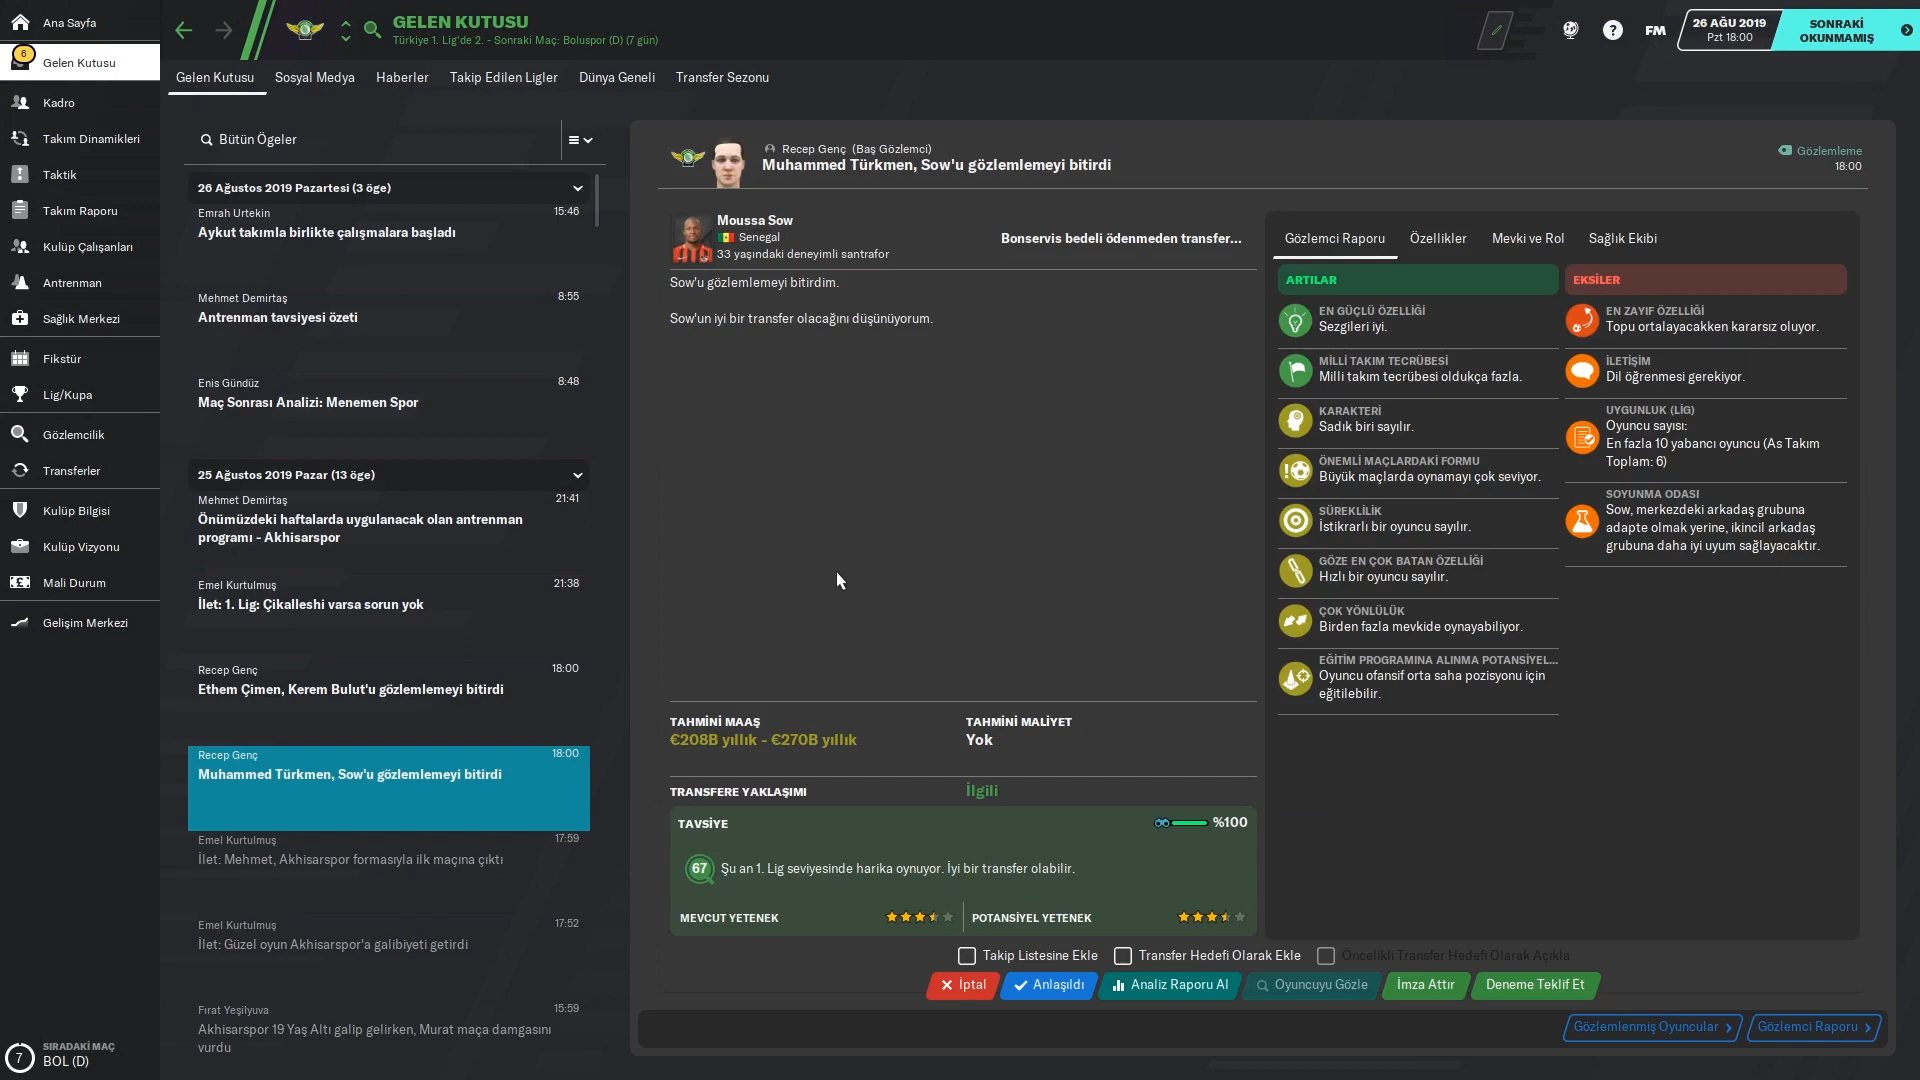 Ana Sayfa
6
Gelen Kutusu
Kadro
Takım Dinamikleri
Taktik
Takım Raporu
Kulüp Çalışanları
Antrenman
Sağlık Merkezi
Fikstür
Lig/Kupa
Gözlemcilik
Transferler
Kulüp Bilgisi
Kulüp Vizyonu
Mali Durum
Gelişim Merkezi
7
SIRADAKİ MAÇ
BOL (D)
GELEN KUTUSU
Türkiye 1. Lig'de 2. - Sonraki Maç: Boluspor (D) (7 gün)
?
FM
26 AĞU 2019
Pzt 18:00
SONRAKİ
OKUNMAMIŞ
Gelen Kutusu
Sosyal Medya
Haberler
Takip Edilen Ligler
Dünya Geneli
Transfer Sezonu
Bütün Ögeler
26 Ağustos 2019 Pazartesi (3 öge)
Emrah Urtekin 15:46
Aykut takımla birlikte çalışmalara başladı
Mehmet Demirtaş 8:55
Antrenman tavsiyesi özeti
Enis Gündüz 8:48
Maç Sonrası Analizi: Menemen Spor
25 Ağustos 2019 Pazar (13 öge)
Mehmet Demirtaş 21:41
Önümüzdeki haftalarda uygulanacak olan antrenman
programı - Akhisarspor
Emel Kurtulmuş 21:38
İlet: 1. Lig: Çikalleshi varsa sorun yok
Recep Genç 18:00
Ethem Çimen, Kerem Bulut'u gözlemlemeyi bitirdi
Recep Genç 18:00
Muhammed Türkmen, Sow'u gözlemlemeyi bitirdi
Emel Kurtulmuş 17:59
İlet: Mehmet, Akhisarspor formasıyla ilk maçına çıktı
Emel Kurtulmuş 17:52
İlet: Güzel oyun Akhisarspor'a galibiyeti getirdi
Fırat Yeşilyuva 15:59
Akhisarspor 19 Yaş Altı galip gelirken, Murat maça damgasını
vurdu
Recep Genç (Baş Gözlemci)
Muhammed Türkmen, Sow'u gözlemlemeyi bitirdi
Gözlemleme
18:00
Moussa Sow
Senegal
33 yaşındaki deneyimli santrafor
Bonservis bedeli ödenmeden transfer...
Sow'u gözlemlemeyi bitirdim.
Sow'un iyi bir transfer olacağını düşünüyorum.
TAHMİNİ MAAŞ
€208B yıllık - €270B yıllık
TAHMİNİ MALİYET
Yok
TRANSFERE YAKLAŞIMI İlgili
TAVSİYE %100
67 Şu an 1. Lig seviyesinde harika oynuyor. İyi bir transfer olabilir.
MEVCUT YETENEK
POTANSİYEL YETENEK
Gözlemci Raporu
Özellikler
Mevki ve Rol
Sağlık Ekibi
ARTILAR
EN GÜÇLÜ ÖZELLİĞİ
Sezgileri iyi.
MİLLİ TAKIM TECRÜBESİ
Milli takım tecrübesi oldukça fazla.
KARAKTERİ
Sadık biri sayılır.
ÖNEMLİ MAÇLARDAKİ FORMU
Büyük maçlarda oynamayı çok seviyor.
SÜREKLİLİK
İstikrarlı bir oyuncu sayılır.
GÖZE EN ÇOK BATAN ÖZELLİĞİ
Hızlı bir oyuncu sayılır.
ÇOK YÖNLÜLÜK
Birden fazla mevkide oynayabiliyor.
EĞİTİM PROGRAMINA ALINMA POTANSİYEL...
Oyuncu ofansif orta saha pozisyonu için
eğitilebilir.
EKSİLER
EN ZAYIF ÖZELLİĞİ
Topu ortalayacakken kararsız oluyor.
İLETİŞİM
Dil öğrenmesi gerekiyor.
UYGUNLUK (LİG)
Oyuncu sayısı:
En fazla 10 yabancı oyuncu (As Takım
Toplam: 6)
SOYUNMA ODASI
Sow, merkezdeki arkadaş grubuna
adapte olmak yerine, ikincil arkadaş
grubuna daha iyi uyum sağlayacaktır.
Takip Listesine Ekle
Transfer Hedefi Olarak Ekle
Öncelikli Transfer Hedefi Olarak Açıkla
İptal
Anlaşıldı
Analiz Raporu Al
Oyuncuyu Gözle
İmza Attır
Deneme Teklif Et
Gözlemlenmiş Oyuncular
Gözlemci Raporu